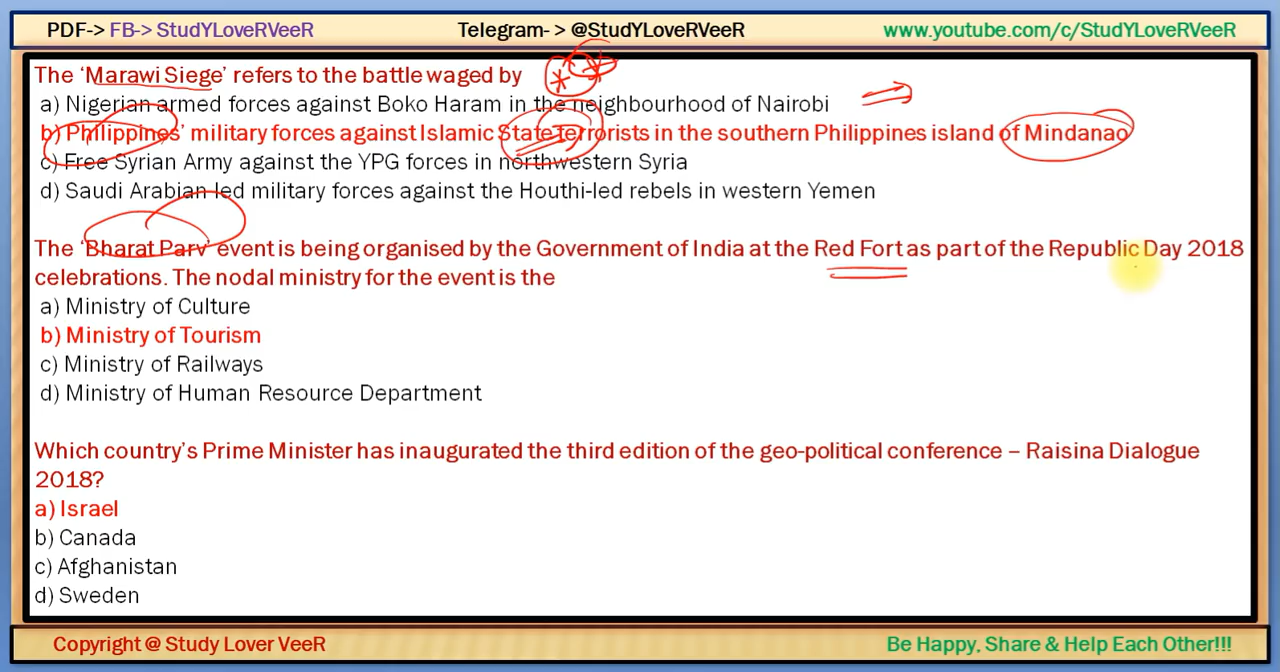 PDF-> FB-> StudYLoveRVeeR
Telegram- > @StudYLoveRVeeR
www.youtube.com/c/StudYLoveRVeeR
The ‘Marawi Siege’ refers to the battle waged by
a) Nigerian armed forces against Boko Haram in the neighbourhood of Nairobi
b) Philippines’ military forces against Islamic State terrorists in the southern Philippines island of Mindanao
c) Free Syrian Army against the YPG forces in northwestern Syria
d) Saudi Arabian led military forces against the Houthi-led rebels in western Yemen
The ‘Bharat Parv’ event is being organised by the Government of India at the Red Fort as part of the Republic Day 2018
celebrations. The nodal ministry for the event is the
a) Ministry of Culture
b) Ministry of Tourism
c) Ministry of Railways
d) Ministry of Human Resource Department
Which country’s Prime Minister has inaugurated the third edition of the geo-political conference – Raisina Dialogue
2018?
a) Israel
b) Canada
c) Afghanistan
d) Sweden
Copyright @ Study Lover VeeR
Be Happy, Share & Help Each Other!!!